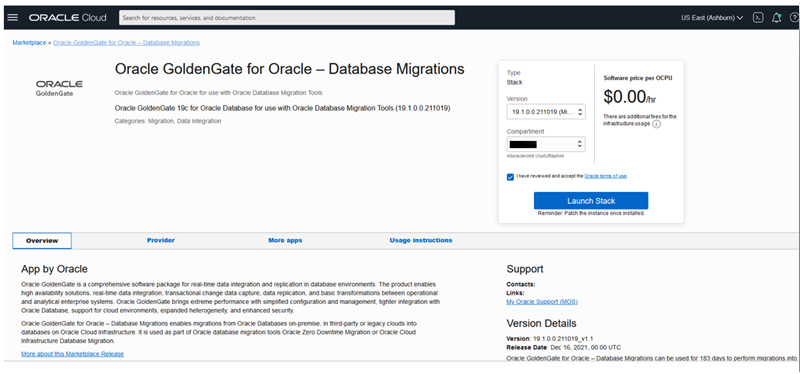 ORACLE Cloud
Search for resources, services, and documentation
US East (Ashburn)
Marketplace » Oracle GoldenGate for Oracle – Database Migrations
ORACLE
GoldenGate
Oracle GoldenGate for Oracle – Database Migrations
Oracle GoldenGate for Oracle for use with Oracle Database Migration Tools
Oracle GoldenGate 19c for Oracle Database for use with Oracle Database Migration Tools (19.1.0.0.211019)
Categories: Migration, Data Integration
Type
Stack
Version
19.1.0.0.211019 (Mi...
Compartment
(root)/
I have reviewed and accept the Oracle terms of use.
Software price per OCPU
$0.00/hr
There are additional fees for the
infrastructure usage.
Launch Stack
Reminder: Patch the instance once installed.
Overview
Provider
More apps
Usage instructions
App by Oracle
Oracle GoldenGate is a comprehensive software package for real-time data integration and replication in database environments. The product enables
high availability solutions, real-time data integration, transactional change data capture, data replication, and basic transformations between operational
and analytical enterprise systems. Oracle GoldenGate brings extreme performance with simplified configuration and management, tighter integration with
Oracle Database, support for cloud environments, expanded heterogeneity, and enhanced security.
Oracle GoldenGate for Oracle – Database Migrations enables migrations from Oracle Databases on-premise, in third-party or legacy clouds into
databases on Oracle Cloud Infrastructure. It is used as part of Oracle database migration tools Oracle Zero Downtime Migration or Oracle Cloud
Infrastructure Database Migration.
More about this Marketplace Release
Support
Contacts:
Links:
My Oracle Support (MOS)
Version Details
Version: 19.1.0.0.211019_v1.1
Release Date: Dec 16, 2021, 00:00 UTC
Oracle GoldenGate for Oracle – Database Migrations can be used for 183 days to perform migrations into